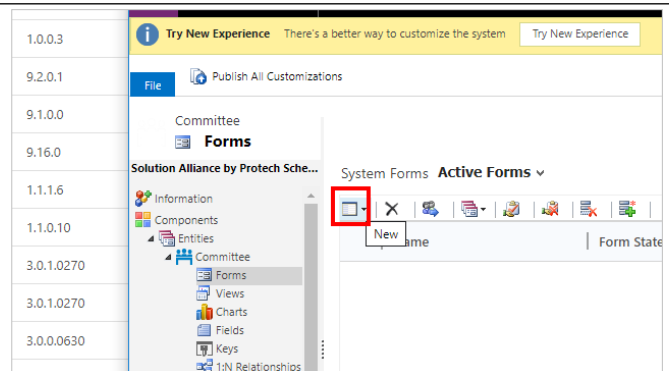 1.0.0.3
9.2.0.1
9.1.0.0
9.16.0
1.1.1.6
1.1.0.10
3.0.1.0270
3.0.1.0270
3.0.0.0630
Try New Experience There's a better way to customize the system Try New Experience
File Publish All Customizations
Committee
Forms
Solution Alliance by Protech Sche...
Information
Components
Entities
Committee
Forms
Views
Charts
Fields
Keys
1:N Relationships
System Forms Active Forms
New
Form State